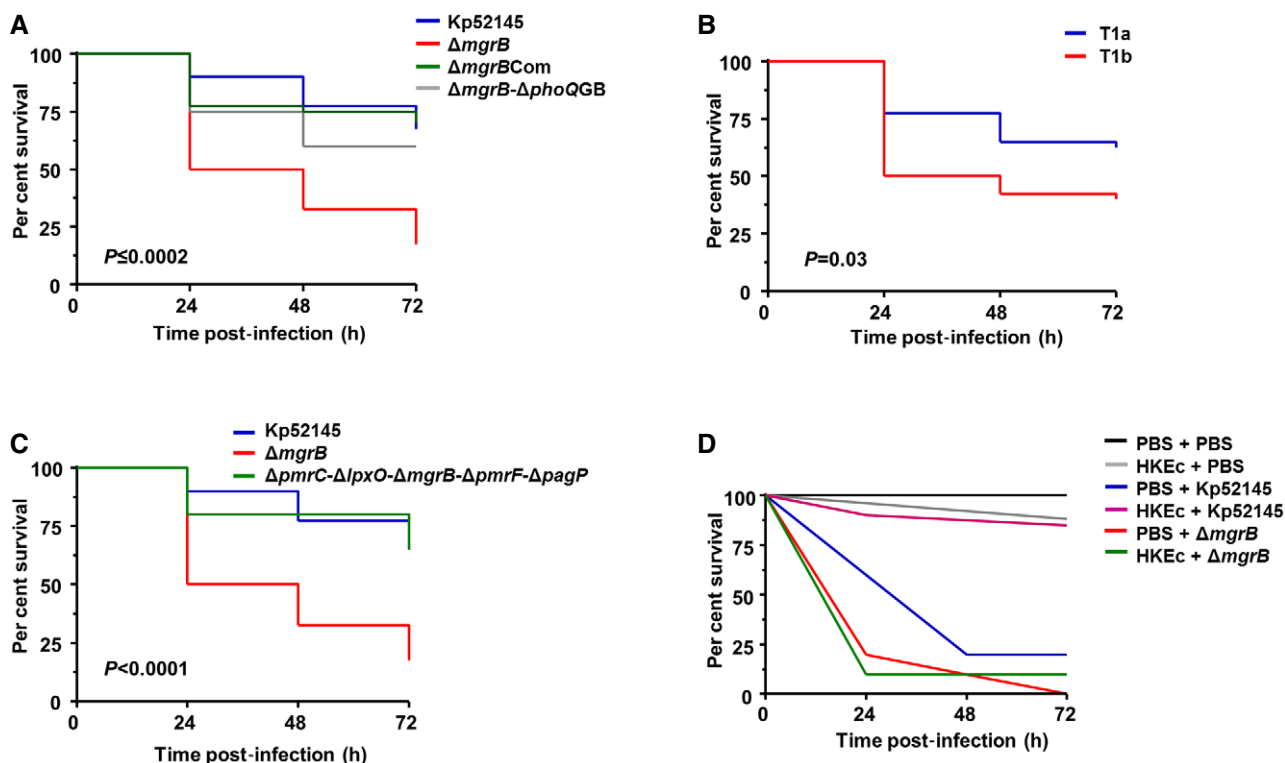 A
Kp52145
ΔmgrB
ΔmgrBCom
ΔmgrB-ΔphoQGB
100
75
50
25
0
Per cent survival
P≤0.0002
0 24 48 72
Time post-infection (h)
B
T1a
T1b
100
75
50
25
0
Per cent survival
P=0.03
0 24 48 72
Time post-infection (h)
C
Kp52145
ΔmgrB
ΔpmrC-ΔlpxO-ΔmgrB-ΔpmrF-ΔpagP
100
75
50
25
0
Per cent survival
P<0.0001
0 24 48 72
Time post-infection (h)
D
PBS + PBS
HKEc + PBS
PBS + Kp52145
HKEc + Kp52145
PBS + ΔmgrB
HKEc + ΔmgrB
100
75
50
25
0
Per cent survival
0 24 48 72
Time post-infection (h)